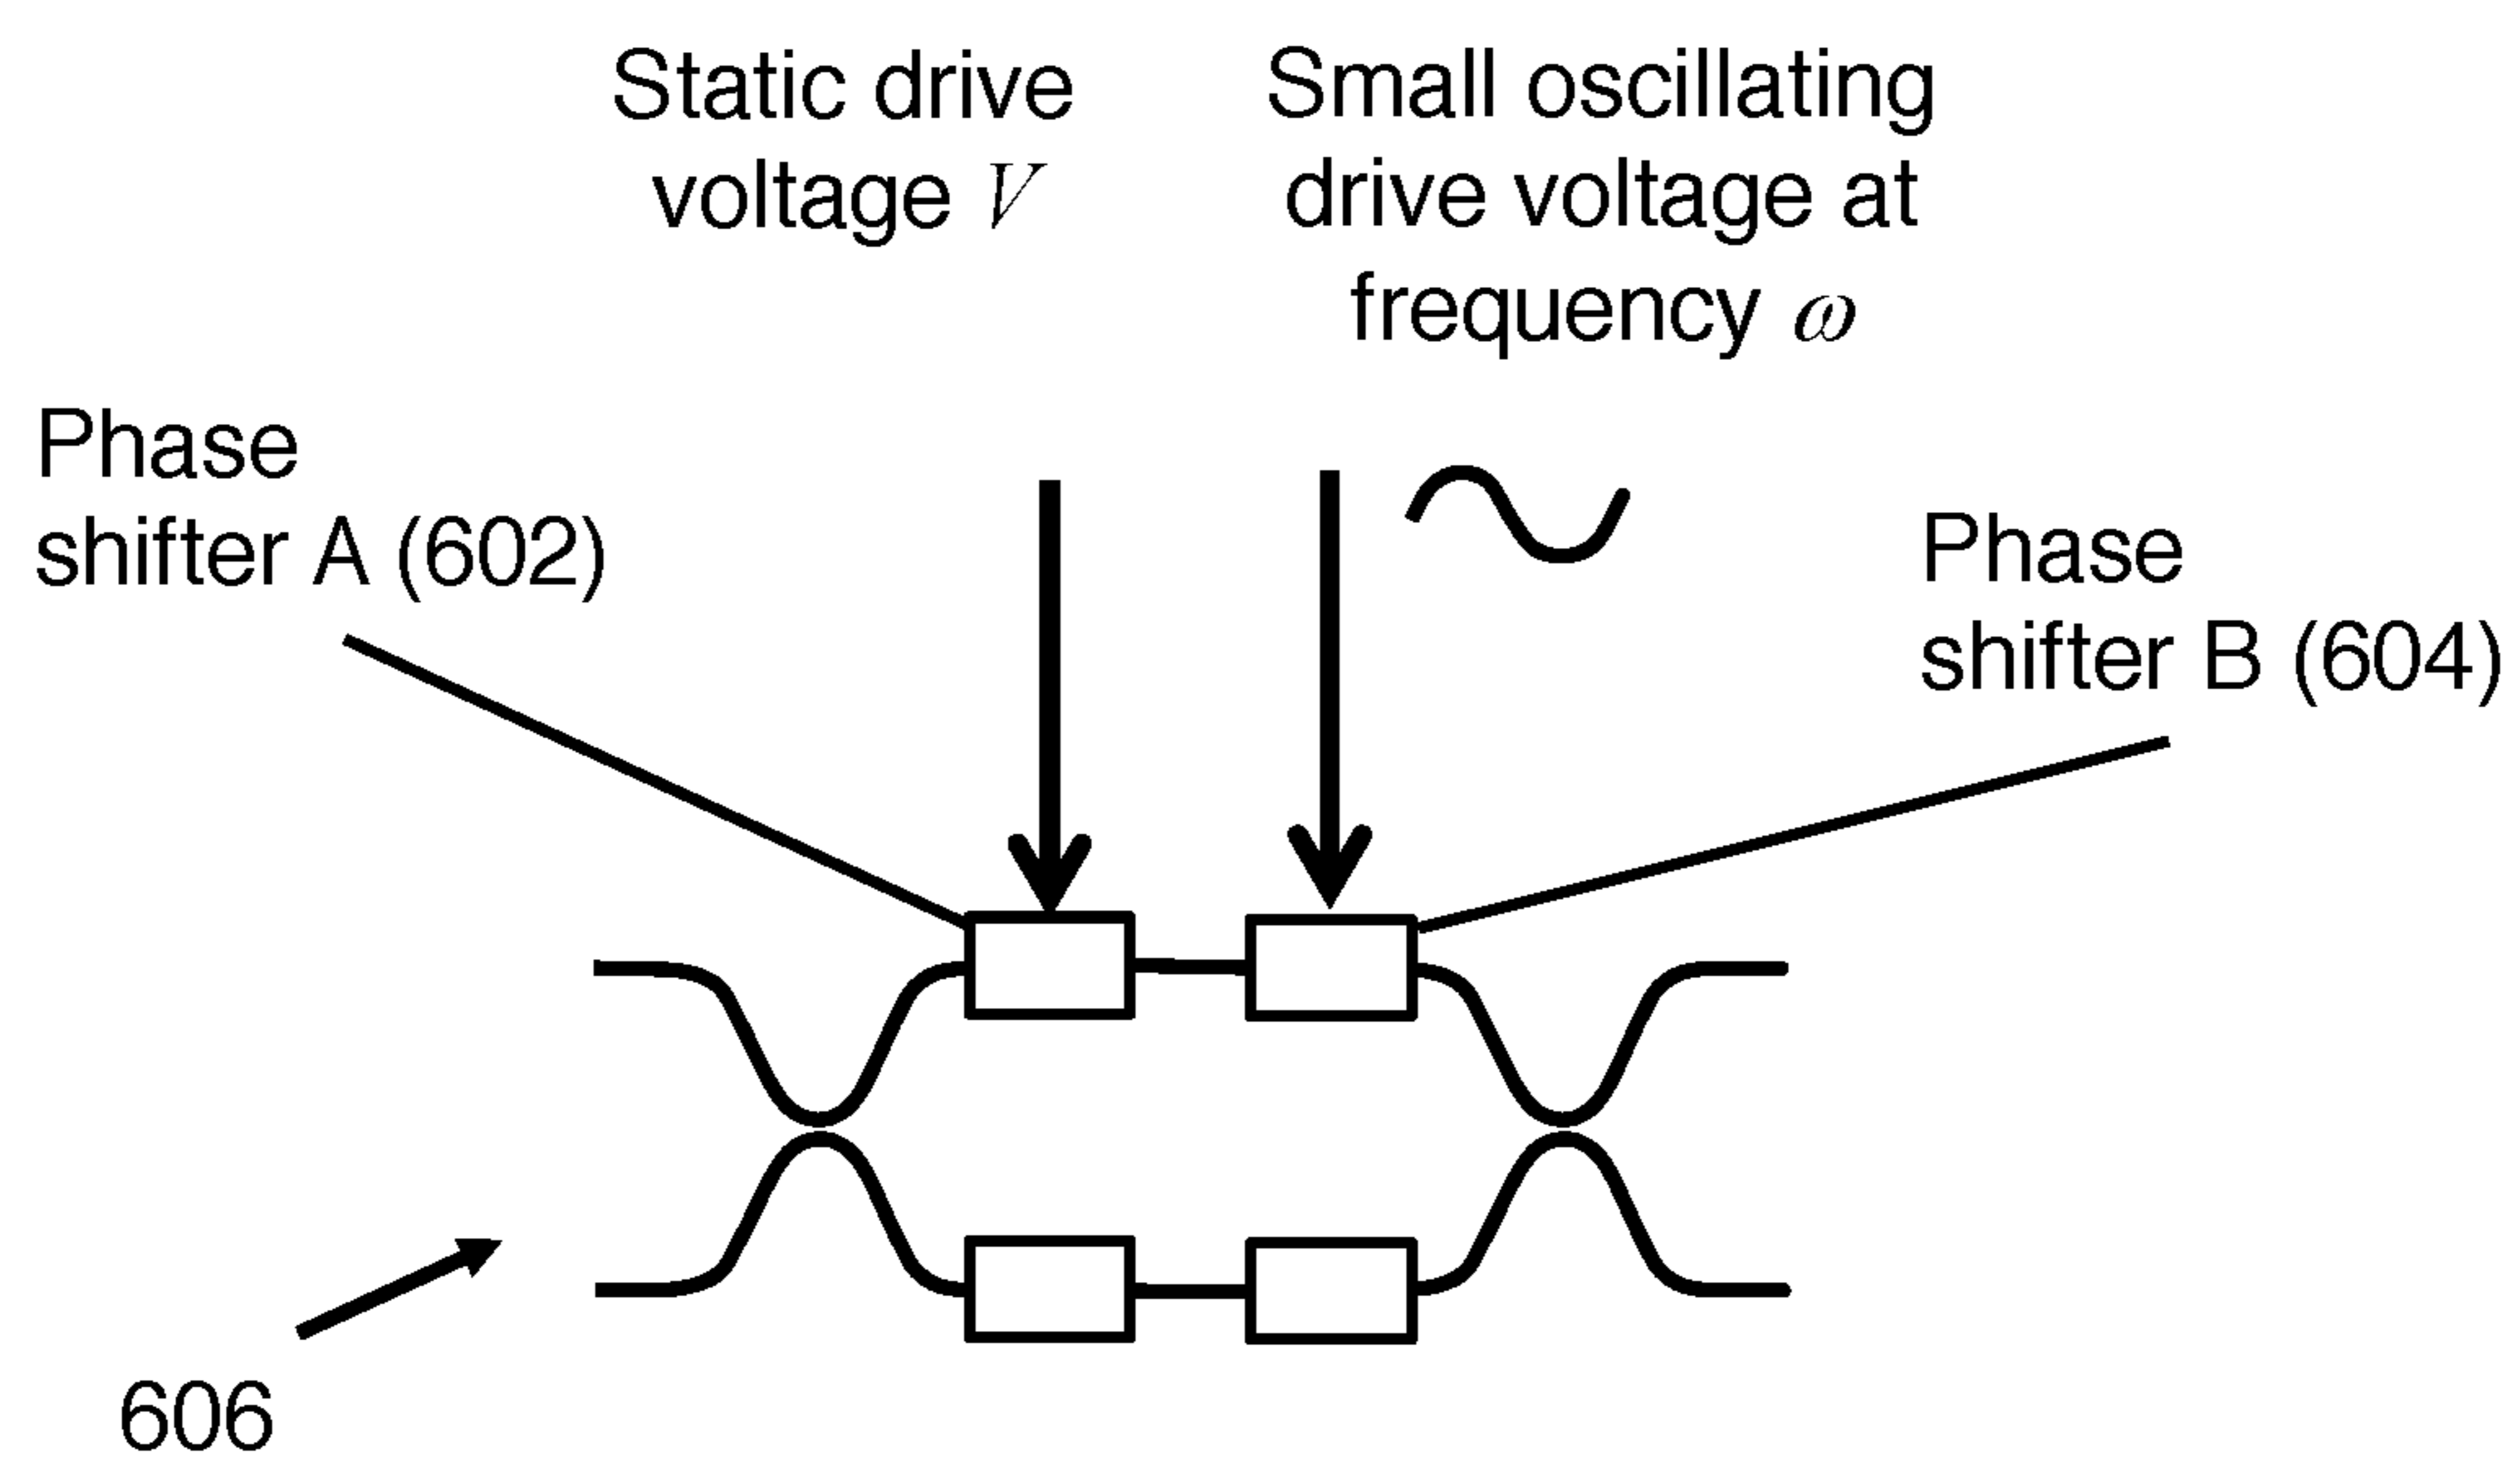 Static drive
voltage V
Small oscillating
drive voltage at
frequency ω
Phase
shifter A (602)
Phase
shifter B (604)
606